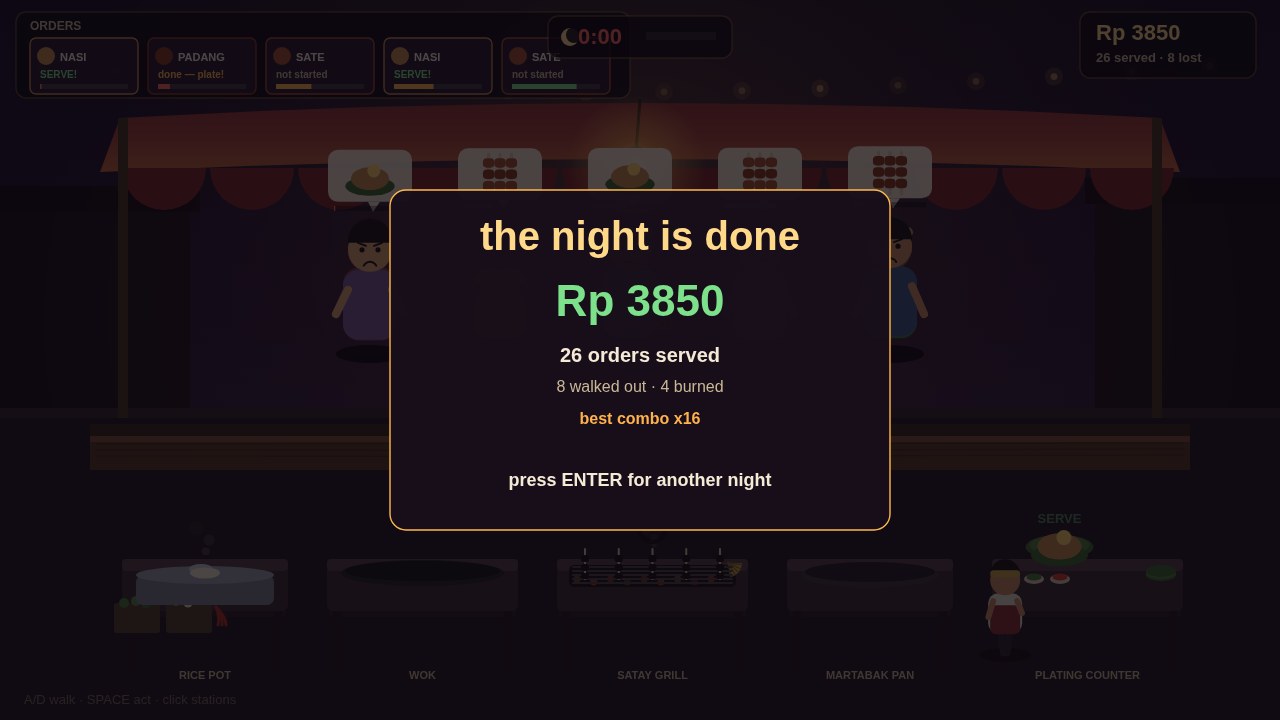 ORDERS
NASI
SERVE!
PADANG
done — plate!
SATE
not started
NASI
SERVE!
SATE
not started
0:00
Rp 3850
26 served · 8 lost
the night is done
Rp 3850
26 orders served
8 walked out · 4 burned
best combo x16
press ENTER for another night
SERVE
RICE POT
WOK
SATAY GRILL
MARTABAK PAN
PLATING COUNTER
A/D walk · SPACE act · click stations